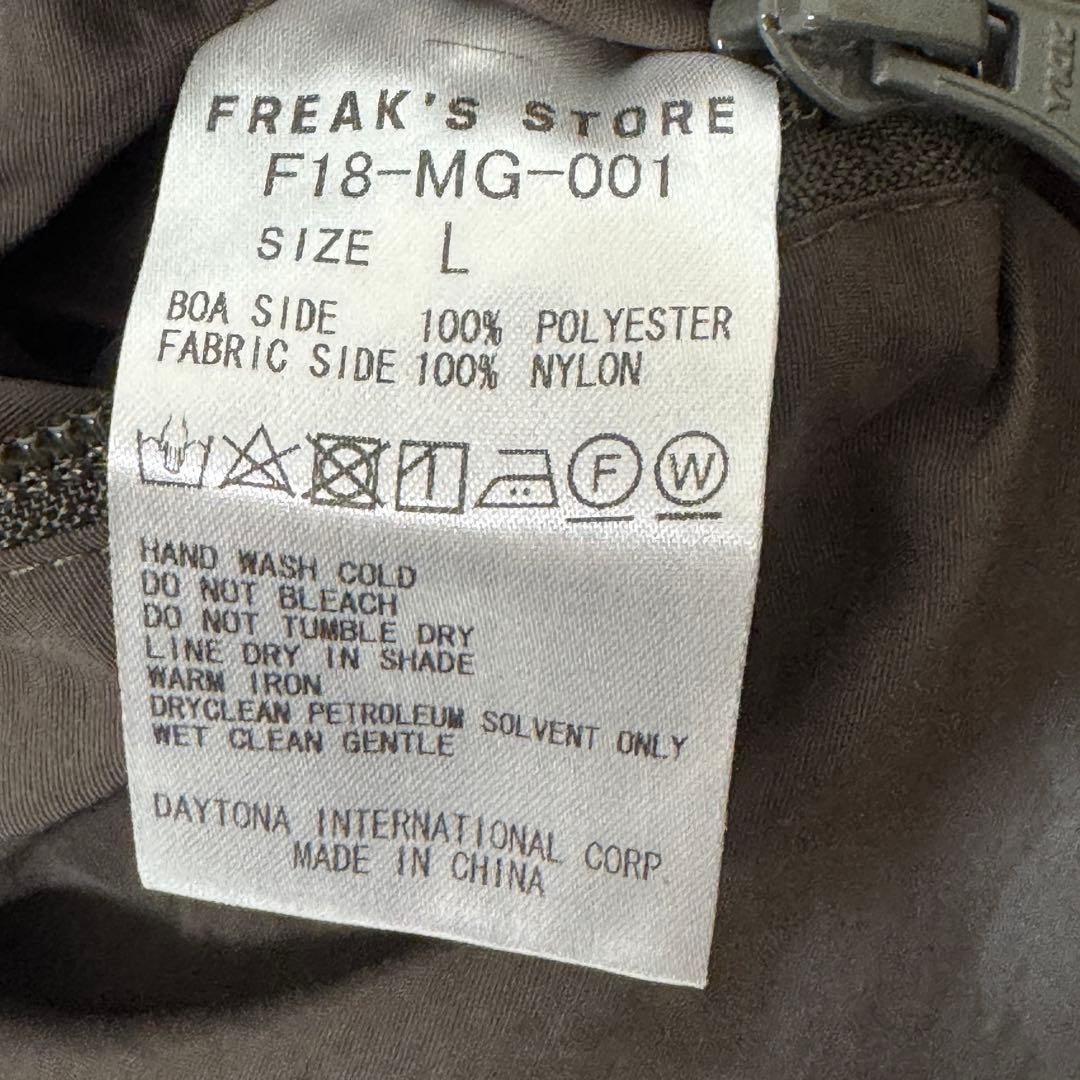 FREAK'S STORE
F18-MG-001
SIZE L
BOA SIDE 100% POLYESTER
FABRIC SIDE 100% NYLON
F W
HAND WASH COLD
DO NOT BLEACH
DO NOT TUMBLE DRY
LINE DRY IN SHADE
WARM IRON
DRYCLEAN PETROLEUM SOLVENT ONLY
WET CLEAN GENTLE
DAYTONA INTERNATIONAL CORP.
MADE IN CHINA